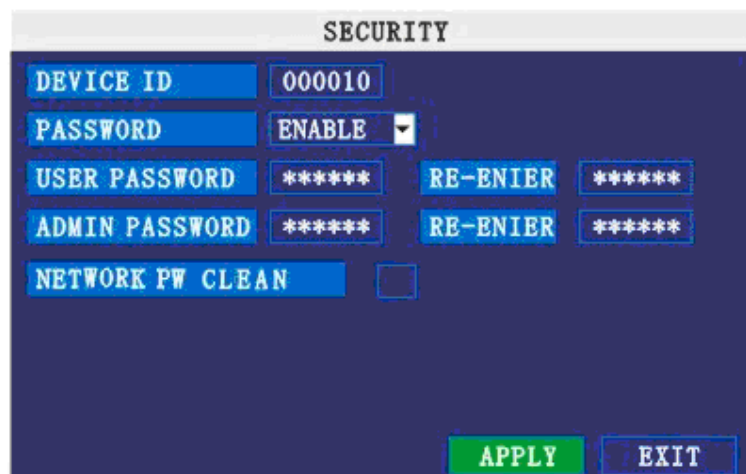 SECURITY
DEVICE ID 000010
PASSWORD ENABLE
USER PASSWORD ****** RE-ENIER ******
ADMIN PASSWORD ****** RE-ENIER ******
NETWORK PW CLEAN
APPLY EXIT